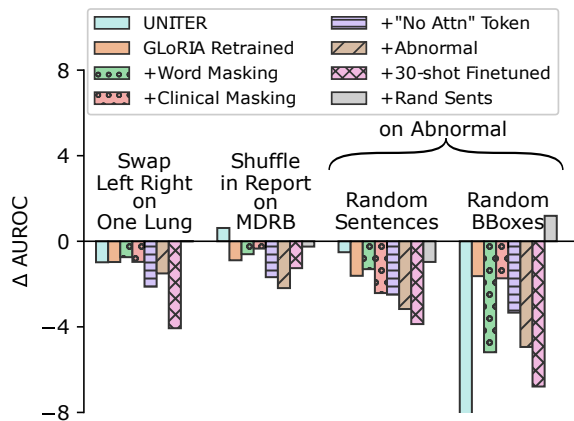 UNITER
GLoRIA Retrained
+Word Masking
+Clinical Masking
+"No Attn" Token
+Abnormal
+30-shot Finetuned
+Rand Sents
on Abnormal
Swap
Left Right
on
One Lung
Shuffle
in Report
on
MDRB
Random
Sentences
Random
BBoxes
Δ AUROC
8
4
0
−4
−8